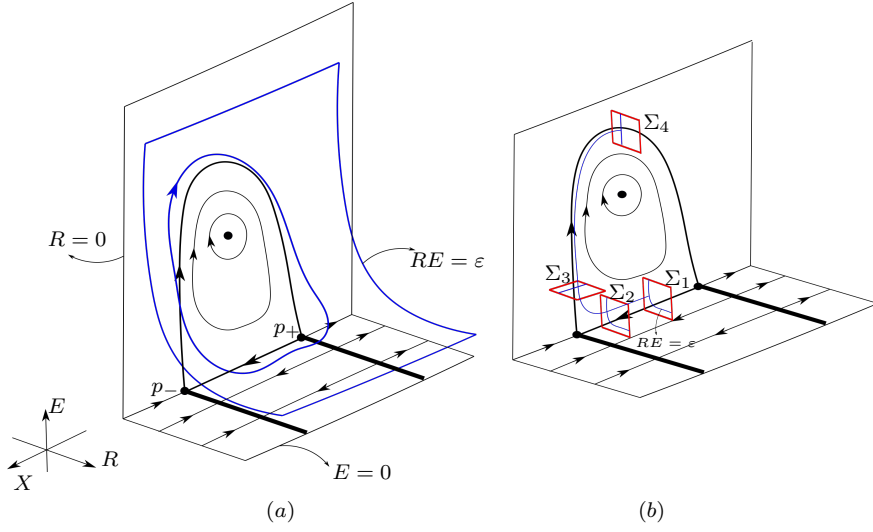 Σ₄
R = 0
RE = ε
Σ₃
Σ₂
Σ₁
p₊
RE = ε
p₋
E
R
X
E = 0
(a)
(b)